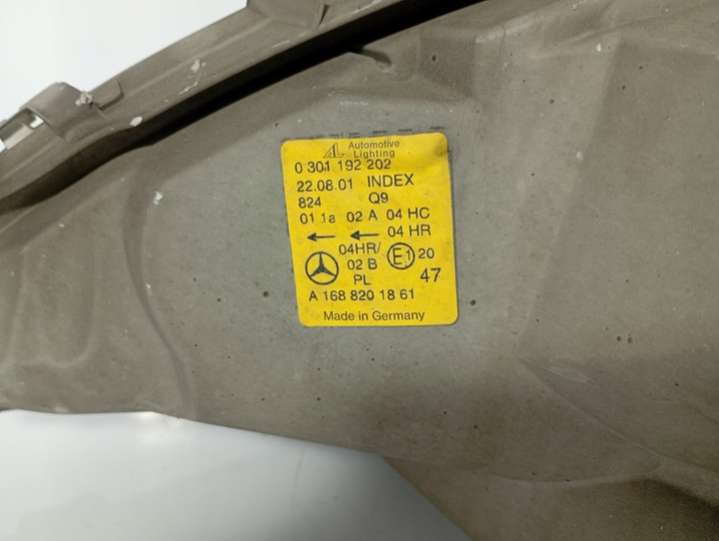 AL Automotive
Lighting
0 301 192 202
22.08.01 INDEX
824 Q9
01 1a 02 A 04 HC
← ← 04 HR
04HR/ E1 20
02 B
PL 47
A 168 820 18 61
Made in Germany